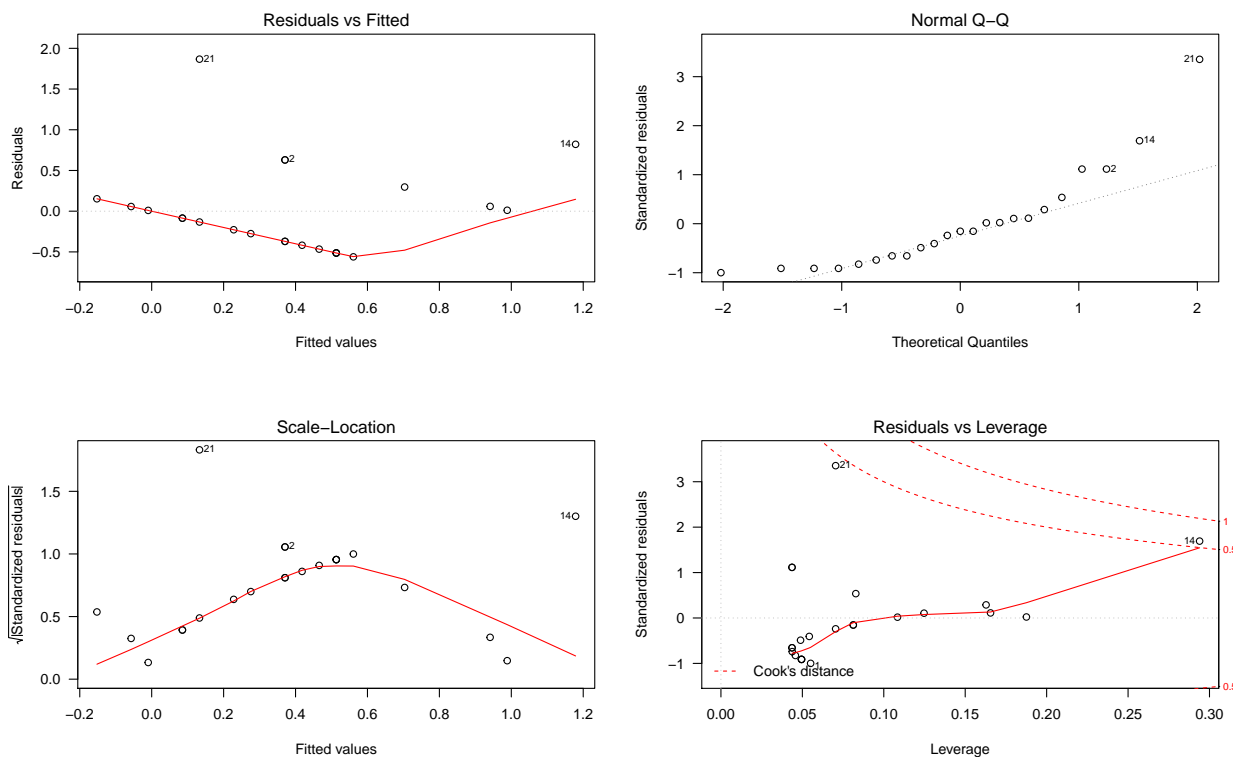 Residuals vs Fitted
2.0
1.5
1.0
0.5
0.0
−0.5
Residuals
21
2
14
−0.2 0.0 0.2 0.4 0.6 0.8 1.0 1.2
Fitted values
Normal Q−Q
3
2
1
0
−1
Standardized residuals
21
14
2
−2 −1 0 1 2
Theoretical Quantiles
Scale−Location
1.5
1.0
0.5
0.0
√|Standardized residuals|
21
14
2
−0.2 0.0 0.2 0.4 0.6 0.8 1.0 1.2
Fitted values
Residuals vs Leverage
3
2
1
0
−1
Standardized residuals
21
1
14
0.5
1
Cook's distance
0.5
0.00 0.05 0.10 0.15 0.20 0.25 0.30
Leverage